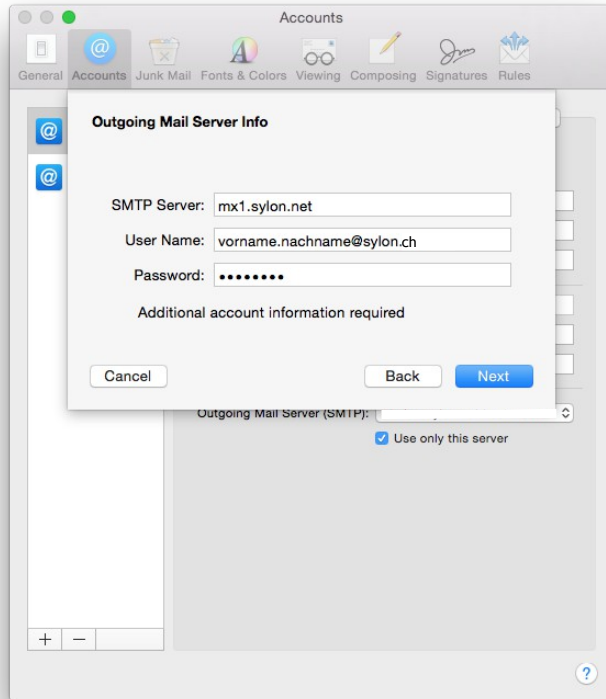 Accounts
General Accounts Junk Mail Fonts & Colors Viewing Composing Signatures Rules
Outgoing Mail Server Info
SMTP Server: mx1.sylon.net
User Name: vorname.nachname@sylon.ch
Password: ••••••••
Additional account information required
Cancel Back Next
Outgoing Mail Server (SMTP):
Use only this server
+ −
?